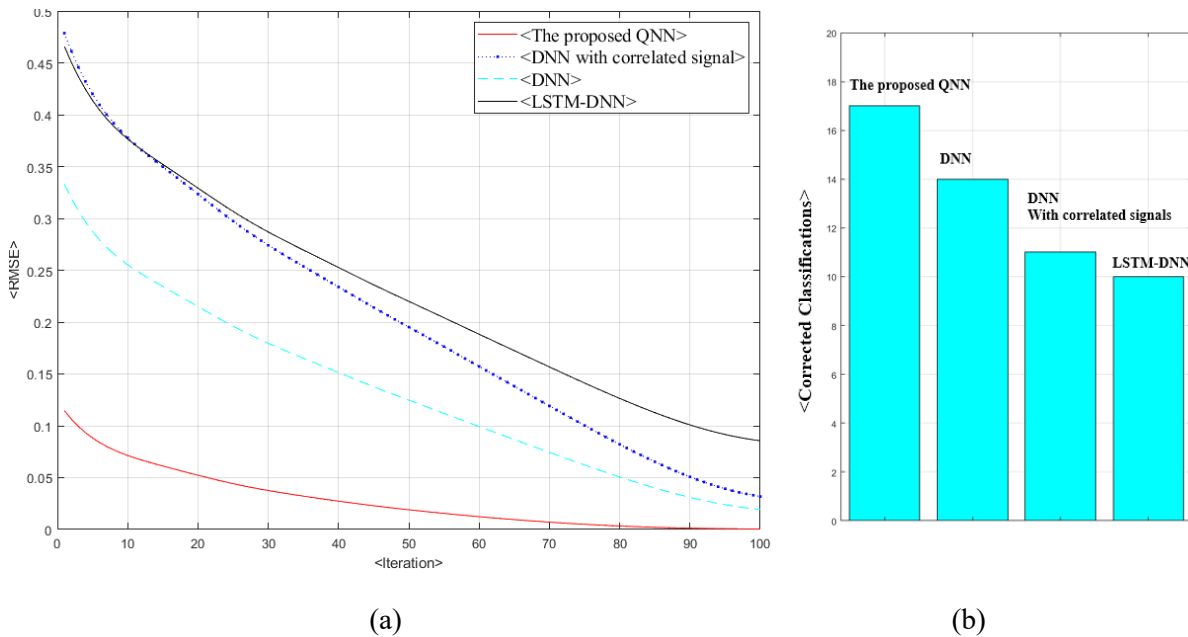 0.5
0.45
0.4
0.35
0.3
0.25
0.2
0.15
0.1
0.05
0
<RMSE>
0 10 20 30 40 50 60 70 80 90 100
<Iteration>
<The proposed QNN>
<DNN with correlated signal>
<DNN>
<LSTM-DNN>
(a)
20
18
16
14
12
10
8
6
4
2
0
<Corrected Classifications>
The proposed QNN
DNN
DNN
With correlated signals
LSTM-DNN
(b)